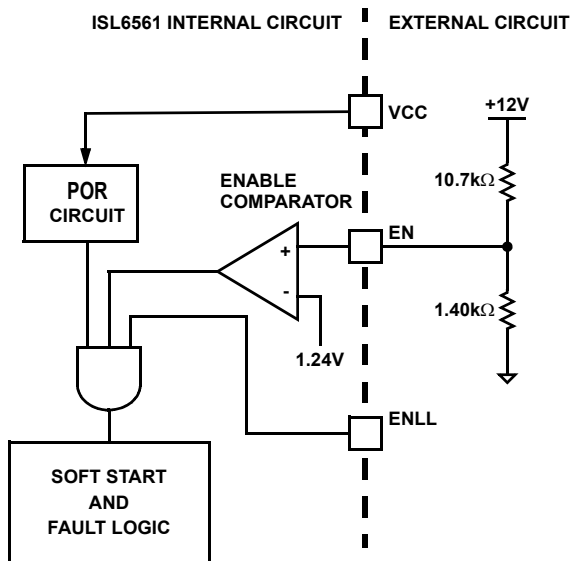 ISL6561 INTERNAL CIRCUIT
EXTERNAL CIRCUIT
VCC
+12V
POR
CIRCUIT
ENABLE
COMPARATOR
10.7kΩ
EN
+
-
1.24V
1.40kΩ
ENLL
SOFT START
AND
FAULT LOGIC